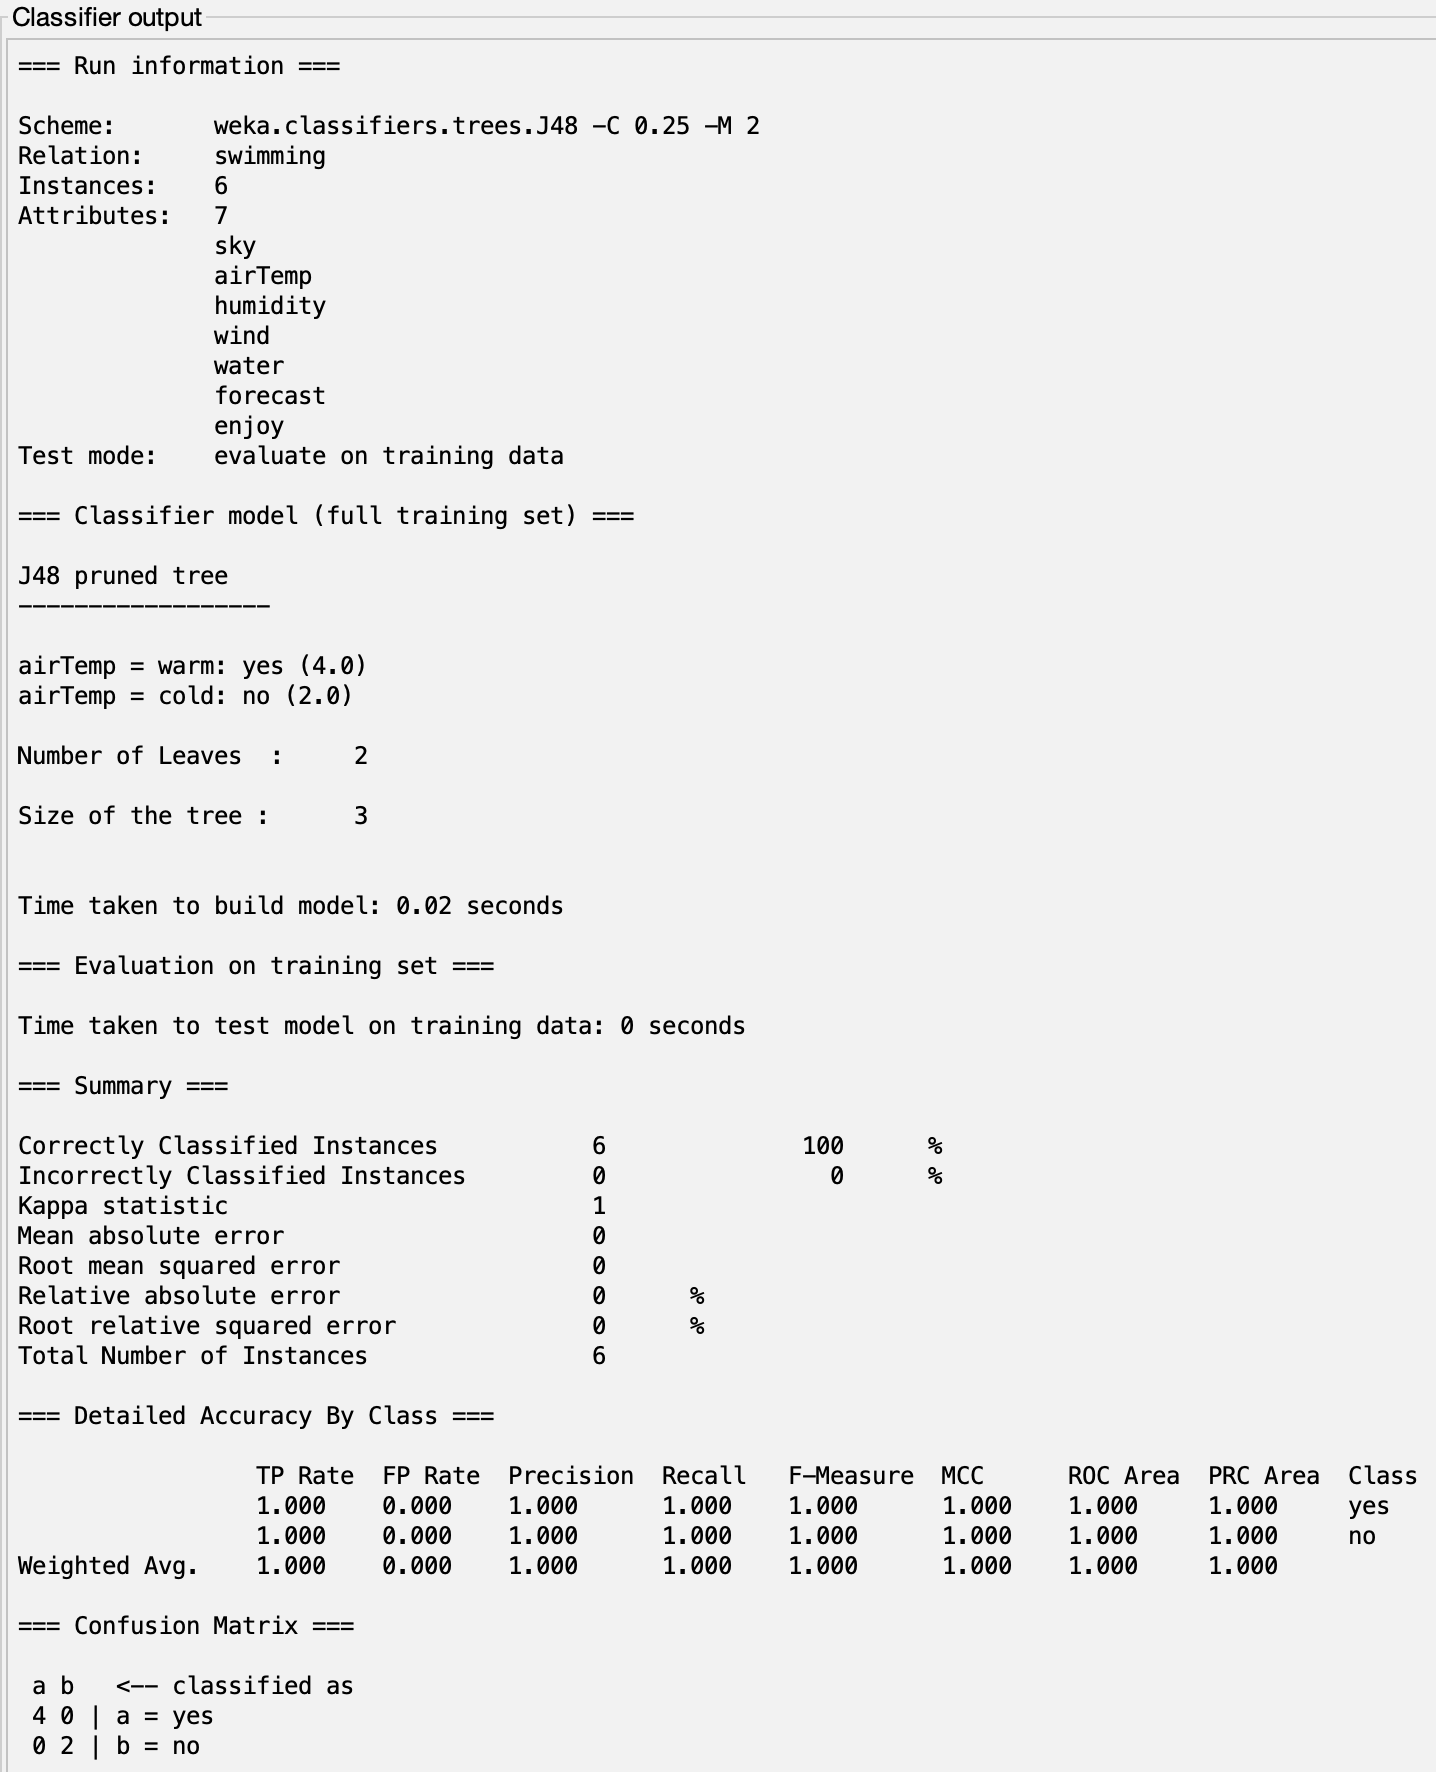 Classifier output
=== Run information ===
Scheme:       weka.classifiers.trees.J48 -C 0.25 -M 2
Relation:     swimming
Instances:    6
Attributes:   7
              sky
              airTemp
              humidity
              wind
              water
              forecast
              enjoy
Test mode:    evaluate on training data
=== Classifier model (full training set) ===
J48 pruned tree
------------------
airTemp = warm: yes (4.0)
airTemp = cold: no (2.0)
Number of Leaves  :     2
Size of the tree :      3
Time taken to build model: 0.02 seconds
=== Evaluation on training set ===
Time taken to test model on training data: 0 seconds
=== Summary ===
Correctly Classified Instances           6              100      %
Incorrectly Classified Instances         0                0      %
Kappa statistic                          1
Mean absolute error                      0
Root mean squared error                  0
Relative absolute error                  0      %
Root relative squared error              0      %
Total Number of Instances                6
=== Detailed Accuracy By Class ===
                 TP Rate  FP Rate  Precision  Recall   F-Measure  MCC      ROC Area  PRC Area  Class
                 1.000    0.000    1.000      1.000    1.000      1.000    1.000     1.000     yes
                 1.000    0.000    1.000      1.000    1.000      1.000    1.000     1.000     no
Weighted Avg.    1.000    0.000    1.000      1.000    1.000      1.000    1.000     1.000
=== Confusion Matrix ===
 a b   <-- classified as
 4 0 | a = yes
 0 2 | b = no